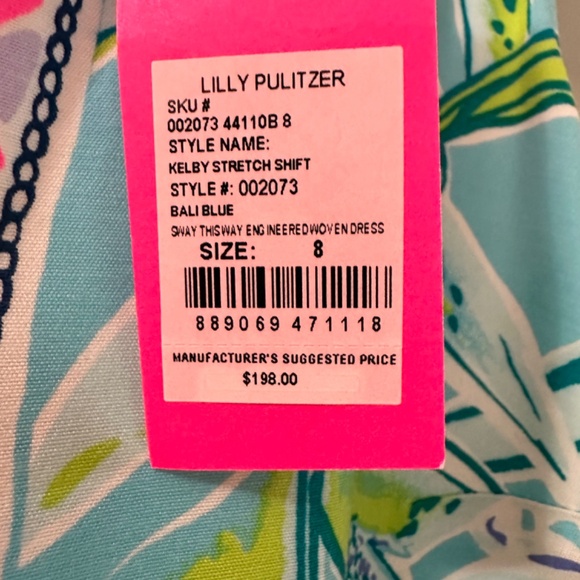 LILLY PULITZER
SKU #
002073 44110B 8
STYLE NAME:
KELBY STRETCH SHIFT
STYLE #: 002073
BALI BLUE
SWAY THIS WAY ENGINEERED WOVEN DRESS
SIZE: 8
889069 471118
MANUFACTURER'S SUGGESTED PRICE
$198.00